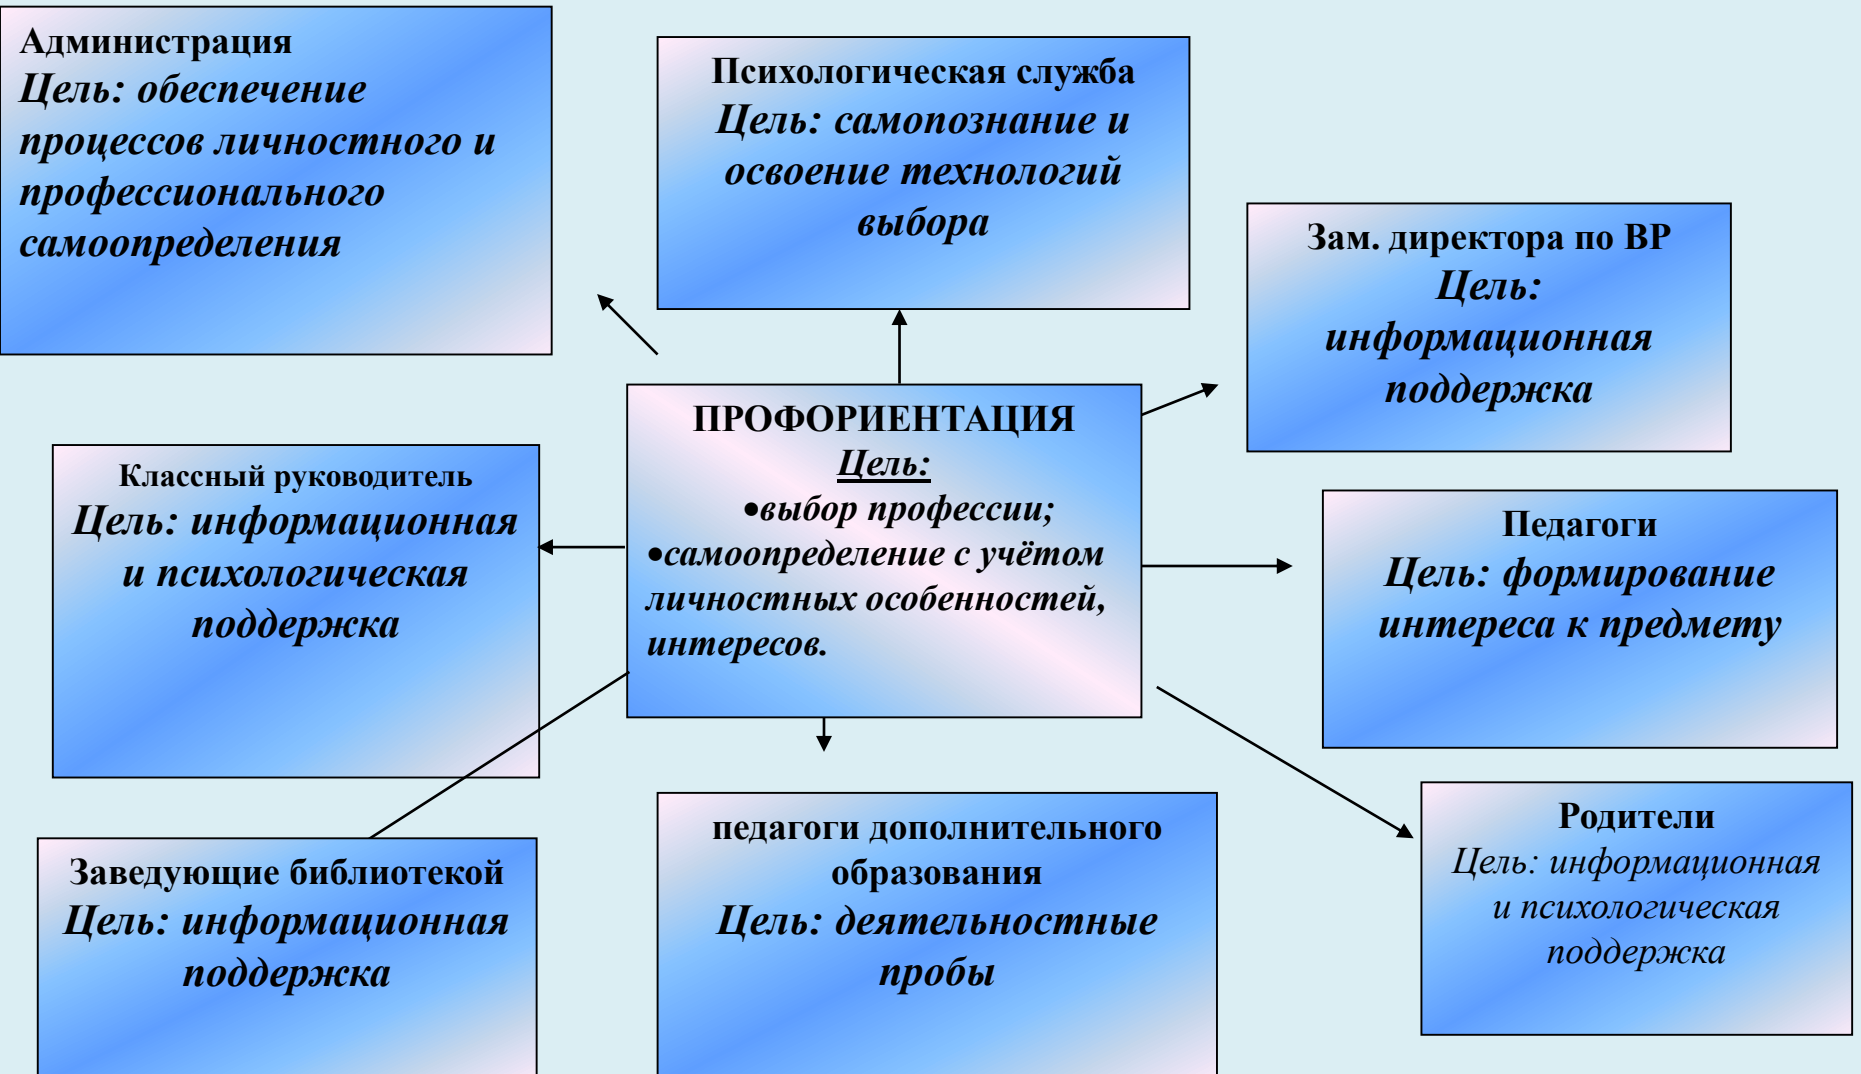 Администрация
Цель: обеспечение
процессов личностного и
профессионального
самоопределения
Психологическая служба
Цель: самопознание и
освоение технологий
выбора
Зам. директора по ВР
Цель:
информационная
поддержка
Классный руководитель
Цель: информационная
и психологическая
поддержка
ПРОФОРИЕНТАЦИЯ
Цель:
•выбор профессии;
•самоопределение с учётом
личностных особенностей,
интересов.
Педагоги
Цель: формирование
интереса к предмету
Заведующие библиотекой
Цель: информационная
поддержка
педагоги дополнительного
образования
Цель: деятельностные
пробы
Родители
Цель: информационная
и психологическая
поддержка